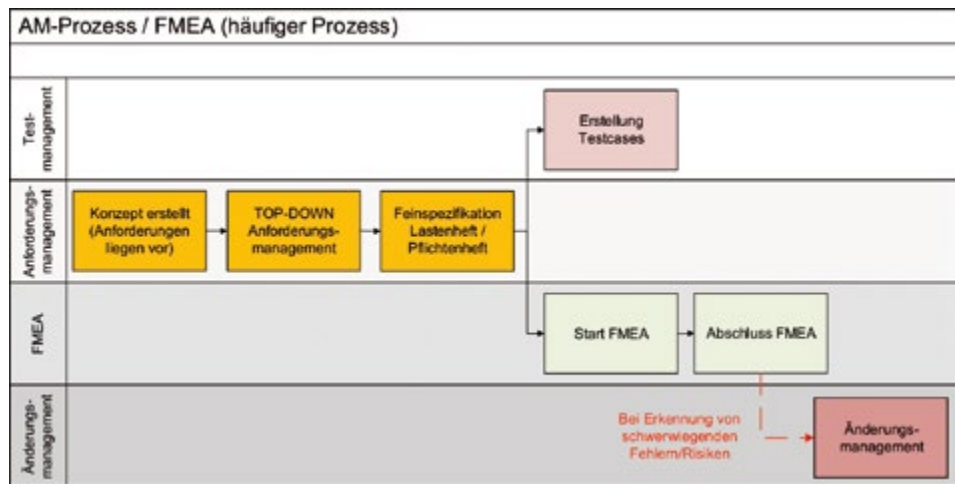 AM-Prozess / FMEA (häufiger Prozess)
Test-
management
Erstellung
Testcases
Anforderungs-
management
Konzept erstellt
(Anforderungen
liegen vor)
TOP-DOWN
Anforderungs-
management
Feinspezifikation
Lastenheft /
Pflichtenheft
FMEA
Start FMEA
Abschluss FMEA
Änderungs-
management
Bei Erkennung von
schwerwiegenden
Fehlern/Risiken
Änderungs-
management